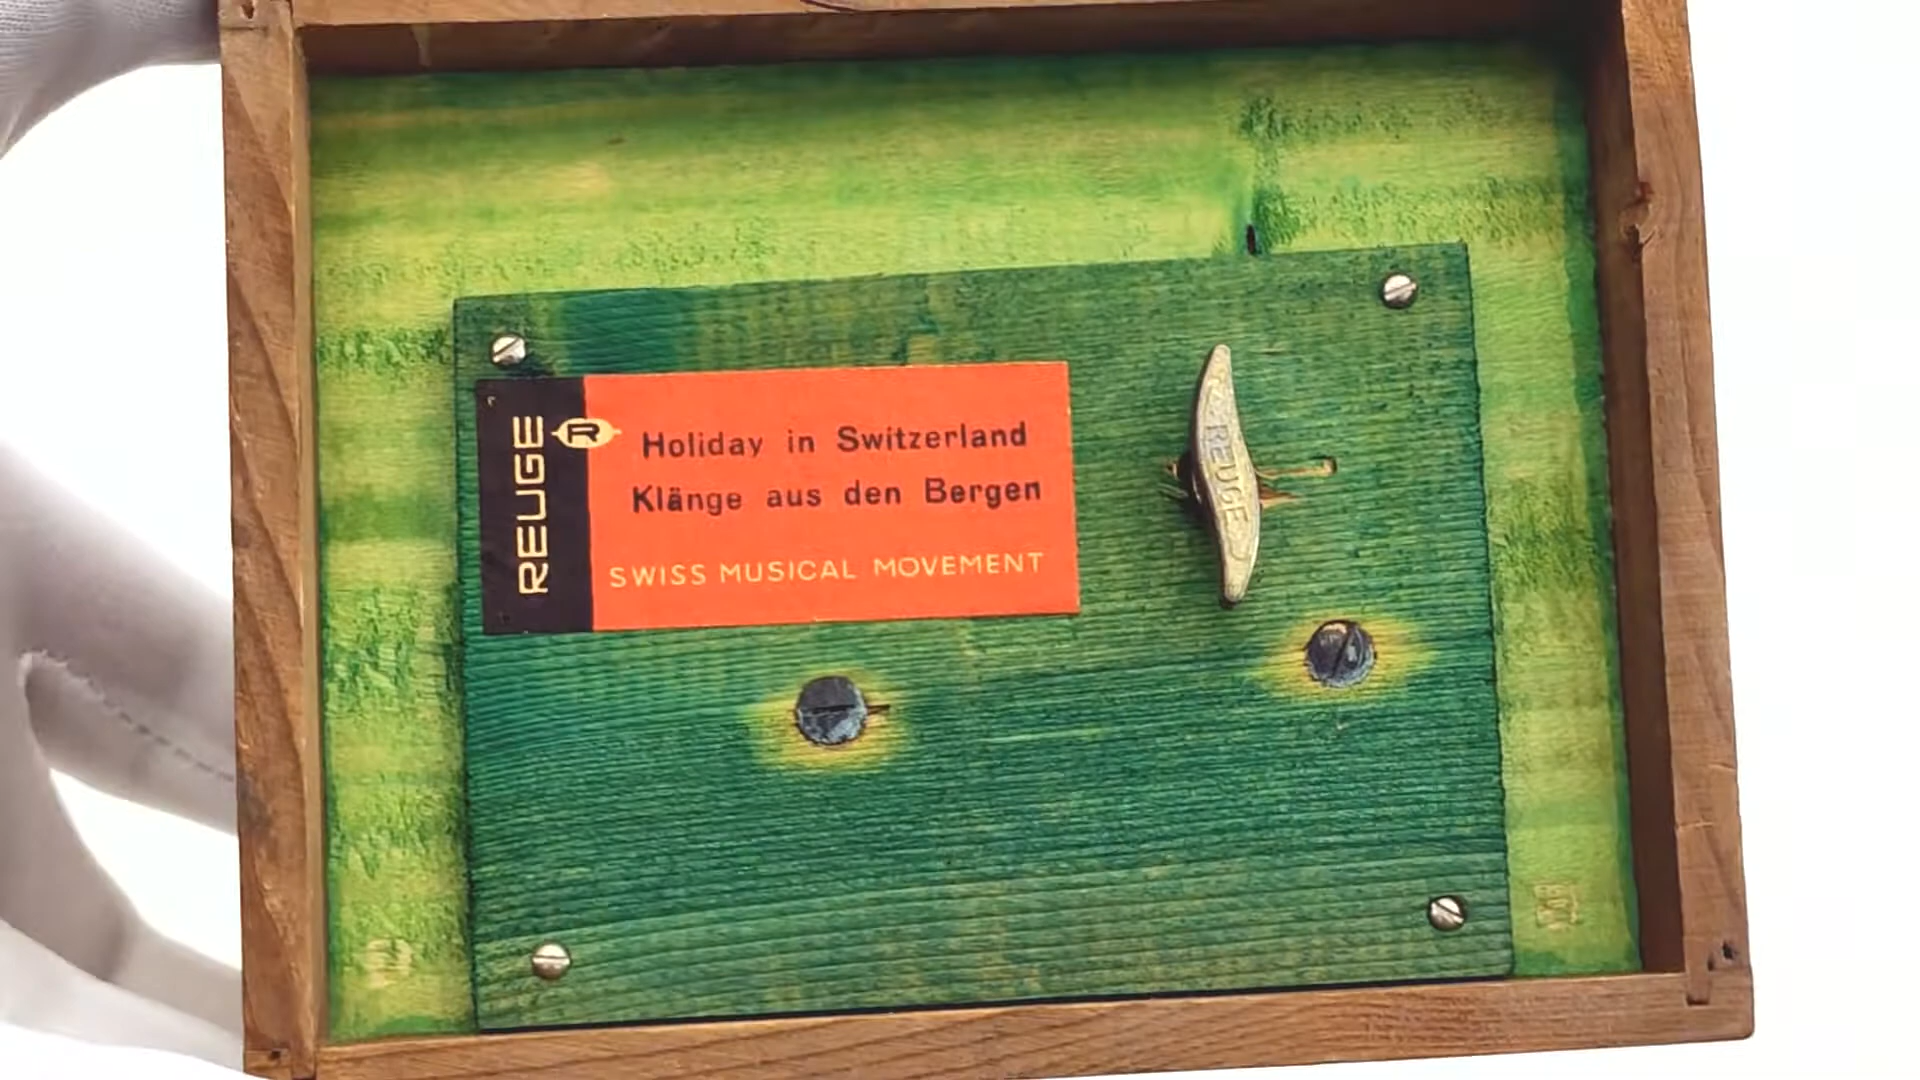 REUGE
R
Holiday in Switzerland
Klänge aus den Bergen
SWISS MUSICAL MOVEMENT
REUGE